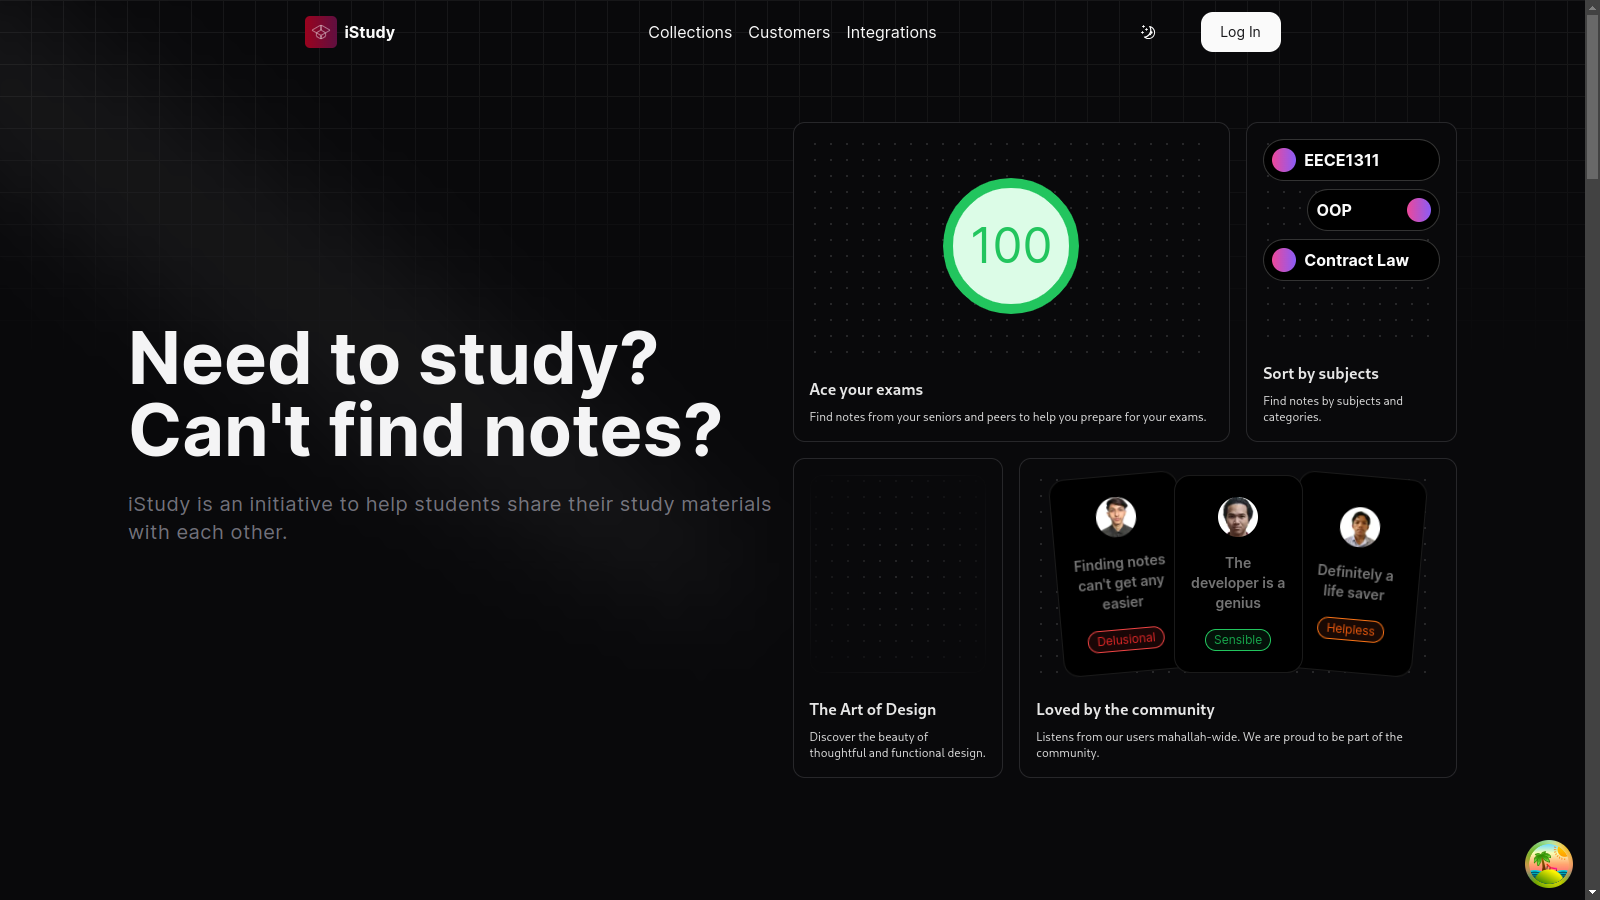 iStudy
Collections Customers Integrations
Log In
Need to study?
Can't find notes?
iStudy is an initiative to help students share their study materials
with each other.
100
Ace your exams
Find notes from your seniors and peers to help you prepare for your exams.
EECE1311
OOP
Contract Law
Sort by subjects
Find notes by subjects and
categories.
The Art of Design
Discover the beauty of
thoughtful and functional design.
Finding notes
can't get any
easier
Delusional
The
developer is a
genius
Sensible
Definitely a
life saver
Helpless
Loved by the community
Listens from our users mahallah-wide. We are proud to be part of the
community.